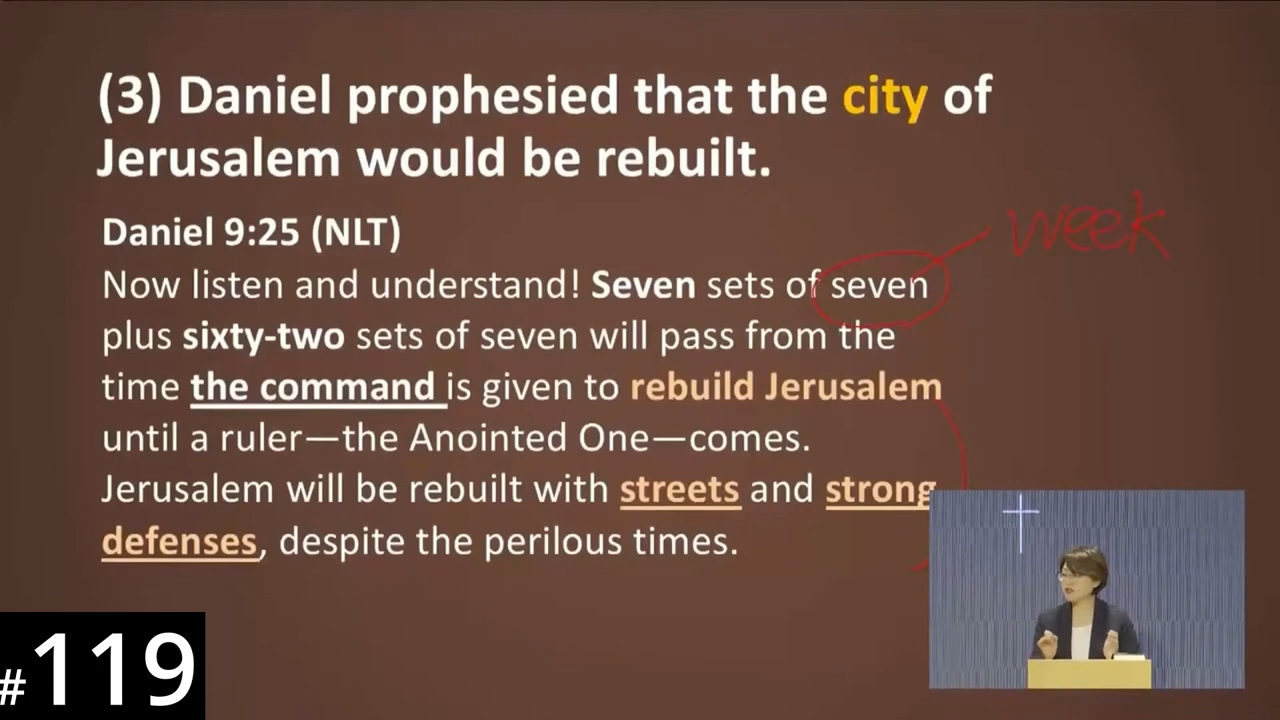 (3) Daniel prophesied that the city of
Jerusalem would be rebuilt.
Daniel 9:25 (NLT)
Now listen and understand! Seven sets of seven
plus sixty-two sets of seven will pass from the
time the command is given to rebuild Jerusalem
until a ruler—the Anointed One—comes.
Jerusalem will be rebuilt with streets and strong
defenses, despite the perilous times.
week
#119